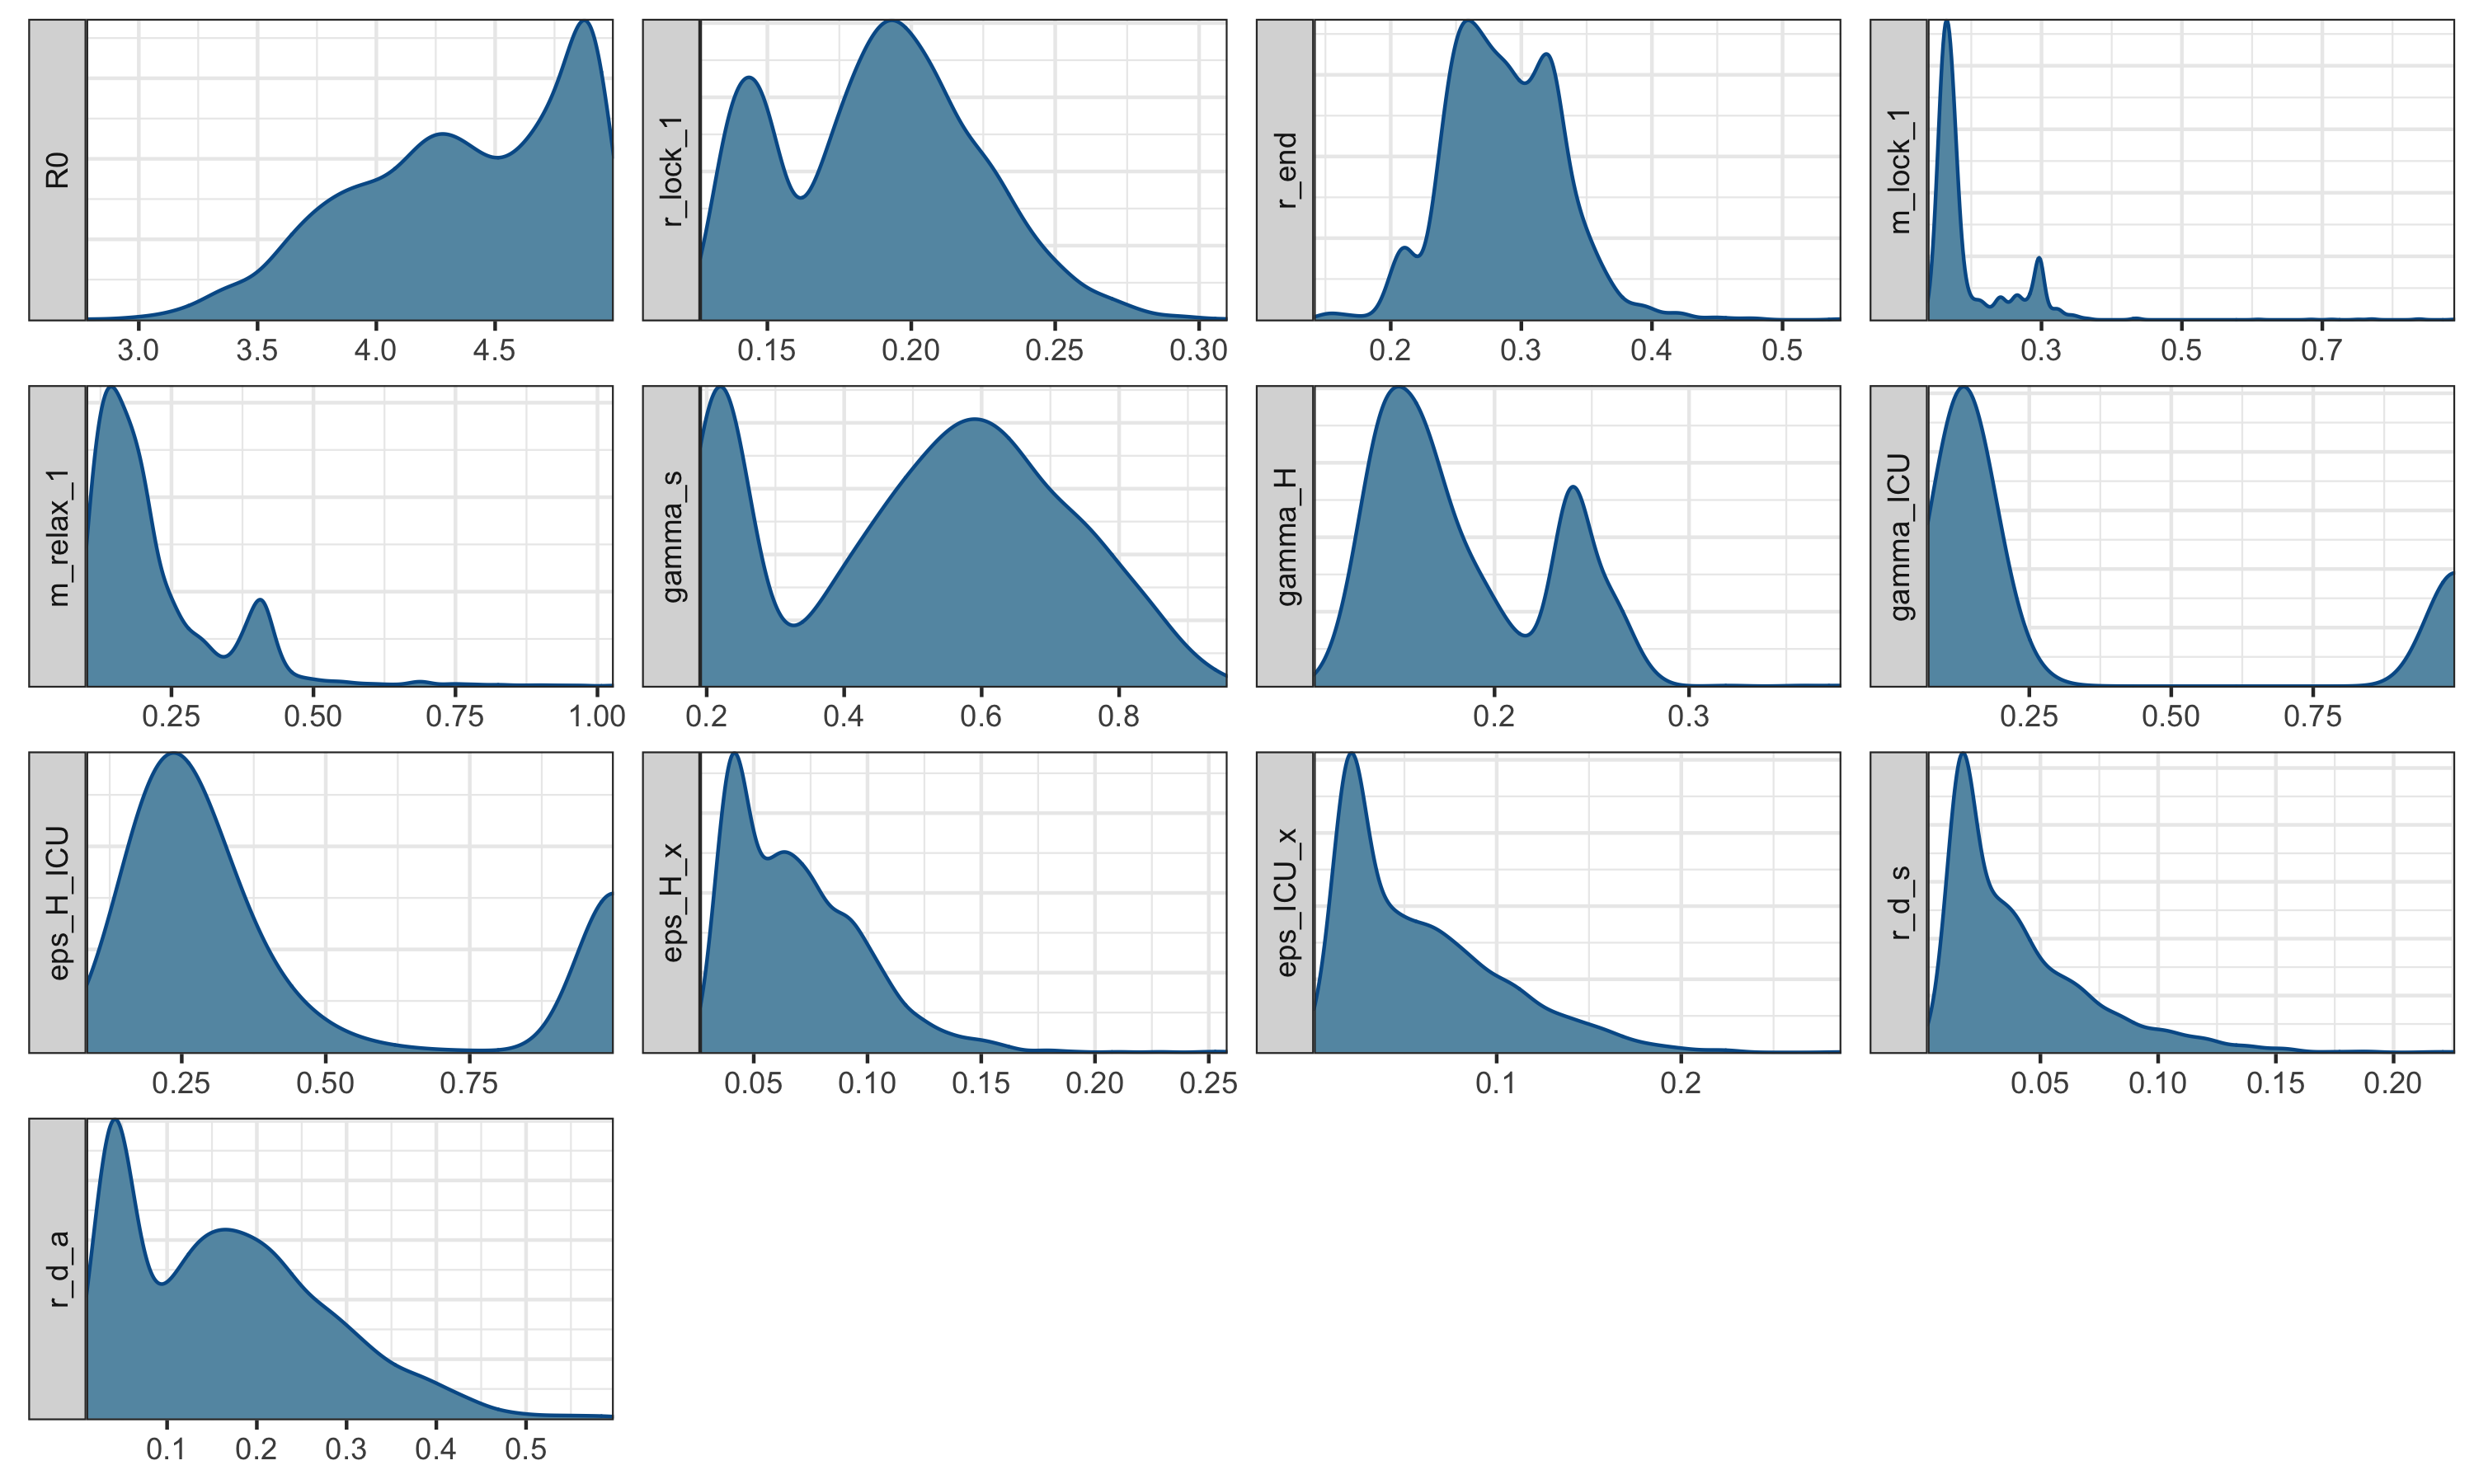 R0
3.0 3.5 4.0 4.5
r_lock_1
0.15 0.20 0.25 0.30
r_end
0.2 0.3 0.4 0.5
m_lock_1
0.3 0.5 0.7
m_relax_1
0.25 0.50 0.75 1.00
gamma_s
0.2 0.4 0.6 0.8
gamma_H
0.2 0.3
gamma_ICU
0.25 0.50 0.75
eps_H_ICU
0.25 0.50 0.75
eps_H_x
0.05 0.10 0.15 0.20 0.25
eps_ICU_x
0.1 0.2
r_d_s
0.05 0.10 0.15 0.20
r_d_a
0.1 0.2 0.3 0.4 0.5